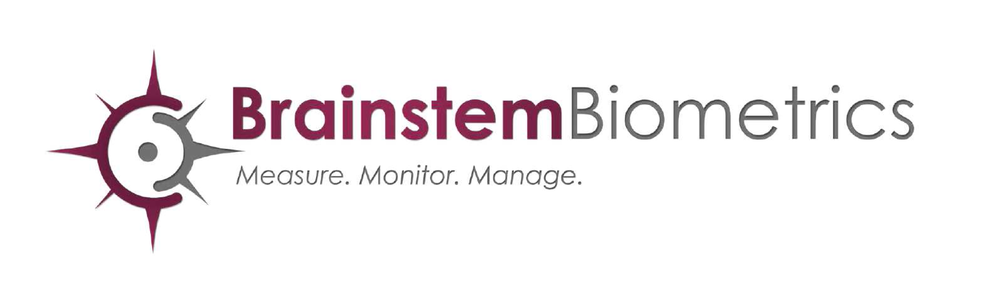 BrainstemBiometrics
Measure. Monitor. Manage.